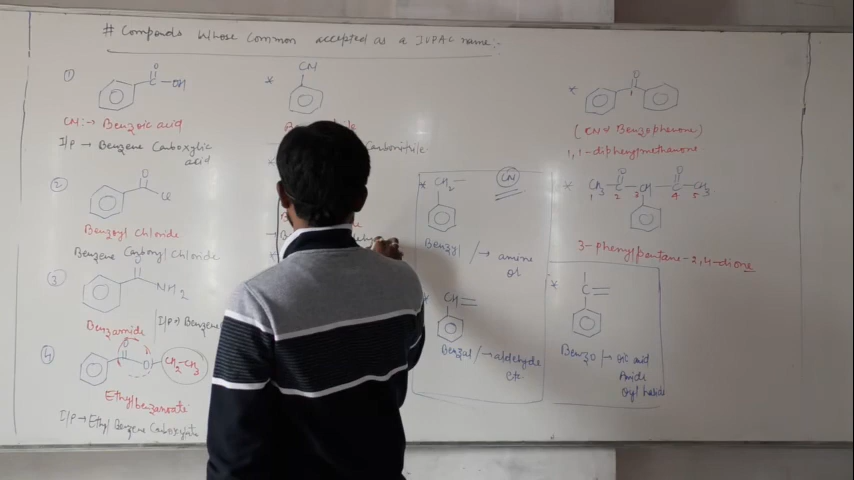 # Compounds whose common accepted as a IUPAC name:-
①
C
O
OH
CN:→ Benzoic acid
I/P → Benzene Carboxylic
acid
②
O
C
Cl
Benzoyl chloride
Benzene Carbonyl Chloride
③
O
NH2
Benzamide
I/P→ Benzene
④
O
O
CH2-CH3
Ethylbenzoate
I/P→ Ethyl Benzene Carboxylate
*
CN
Carbonitrile
*
CH2—
CN
Benzyl /→ amine
ol
*
CH=
Benzal /→ aldehyde
etc.
*
O
1
(CN Benzophenone)
1,1-diphenylmethanone
*
CH3-C-CH-C-CH3
O O
1 2 3 4 5
3-phenylpentane-2,4-dione
*
C=
Benzo /→ oic acid
Amide
oyl halide